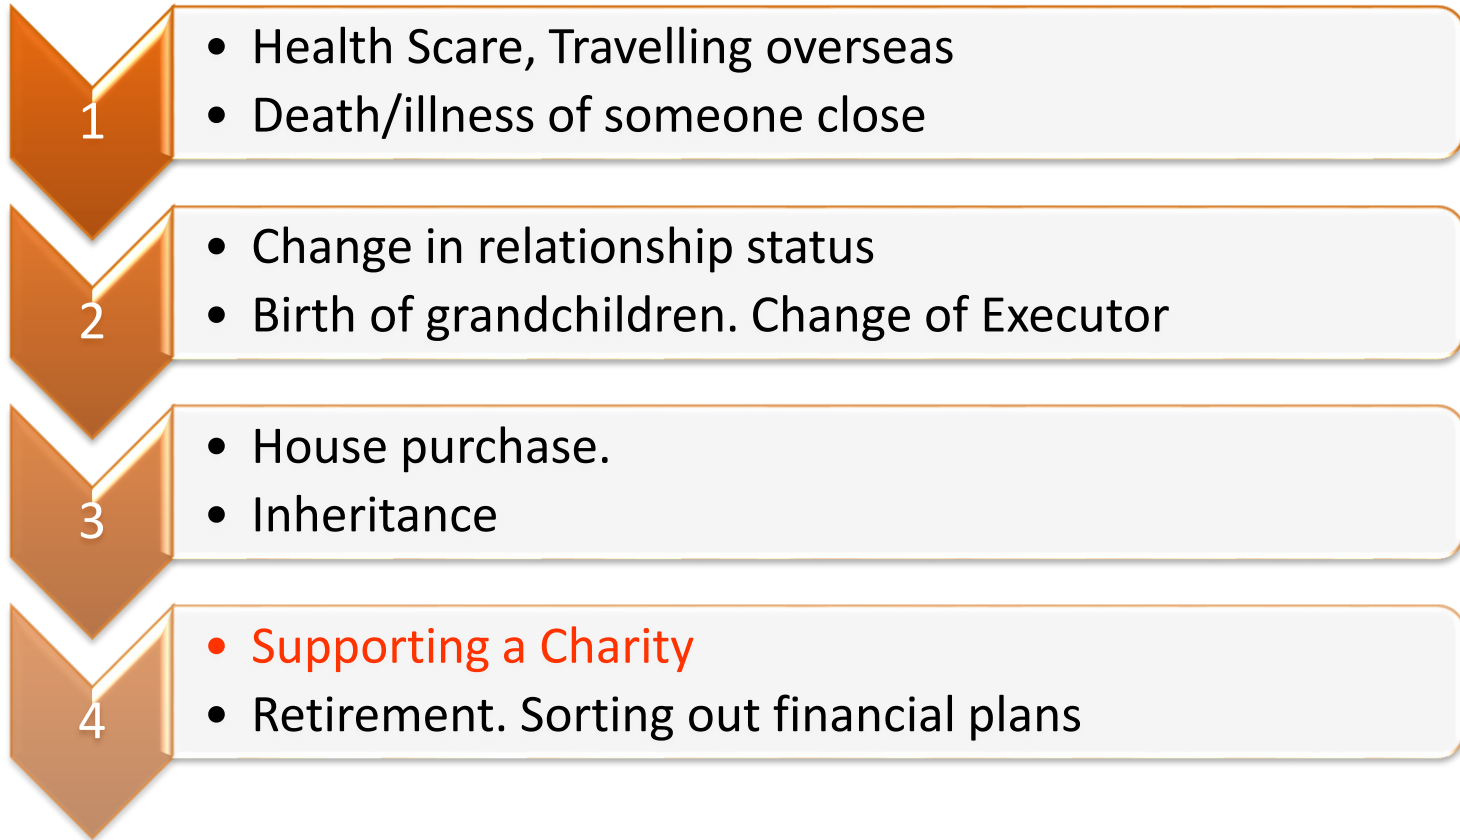 1
• Health Scare, Travelling overseas
• Death/illness of someone close
2
• Change in relationship status
• Birth of grandchildren. Change of Executor
3
• House purchase.
• Inheritance
4
• Supporting a Charity
• Retirement. Sorting out financial plans